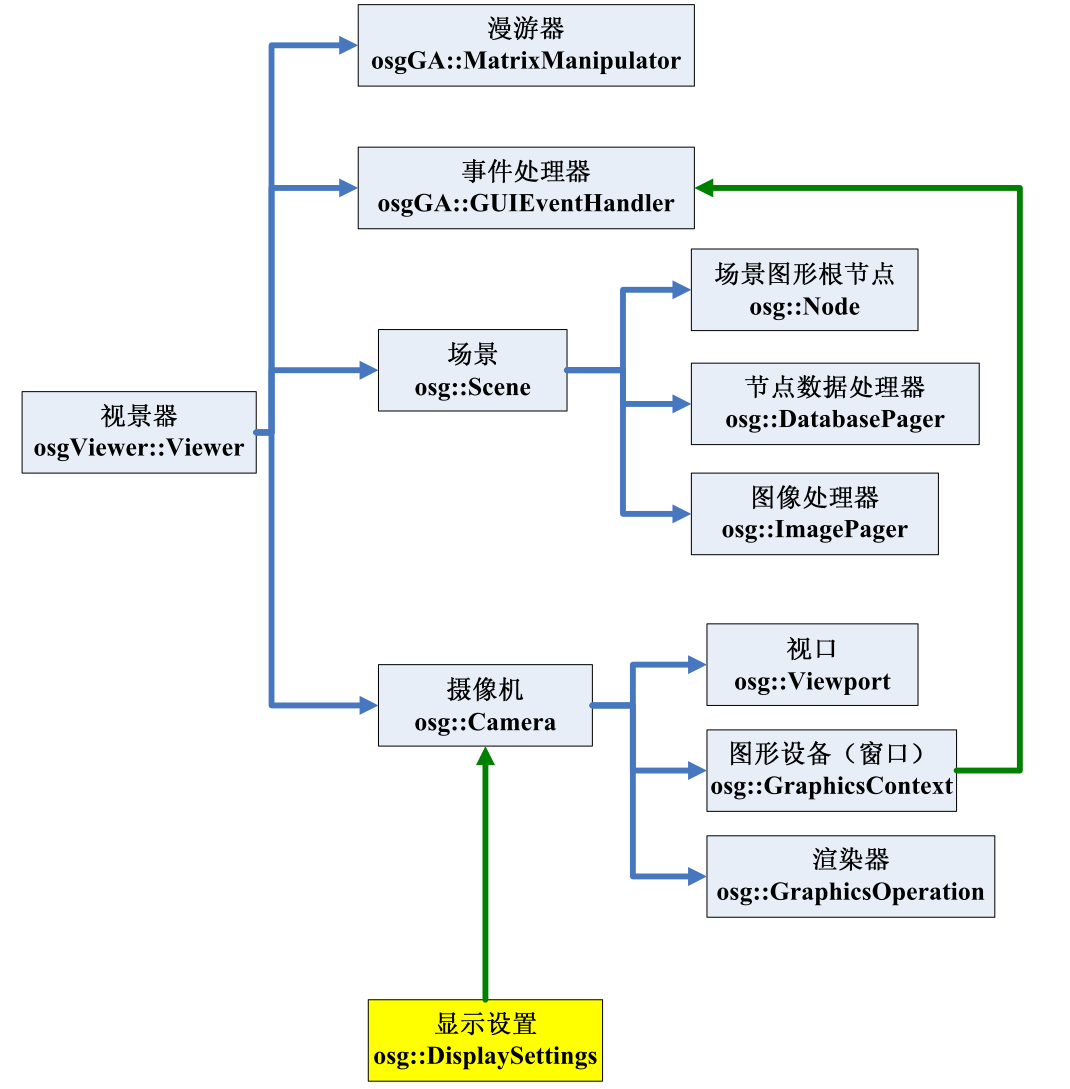 漫游器
osgGA::MatrixManipulator
事件处理器
osgGA::GUIEventHandler
场景图形根节点
osg::Node
场景
osg::Scene
节点数据处理器
osg::DatabasePager
视景器
osgViewer::Viewer
图像处理器
osg::ImagePager
视口
osg::Viewport
摄像机
osg::Camera
图形设备（窗口）
osg::GraphicsContext
渲染器
osg::GraphicsOperation
显示设置
osg::DisplaySettings